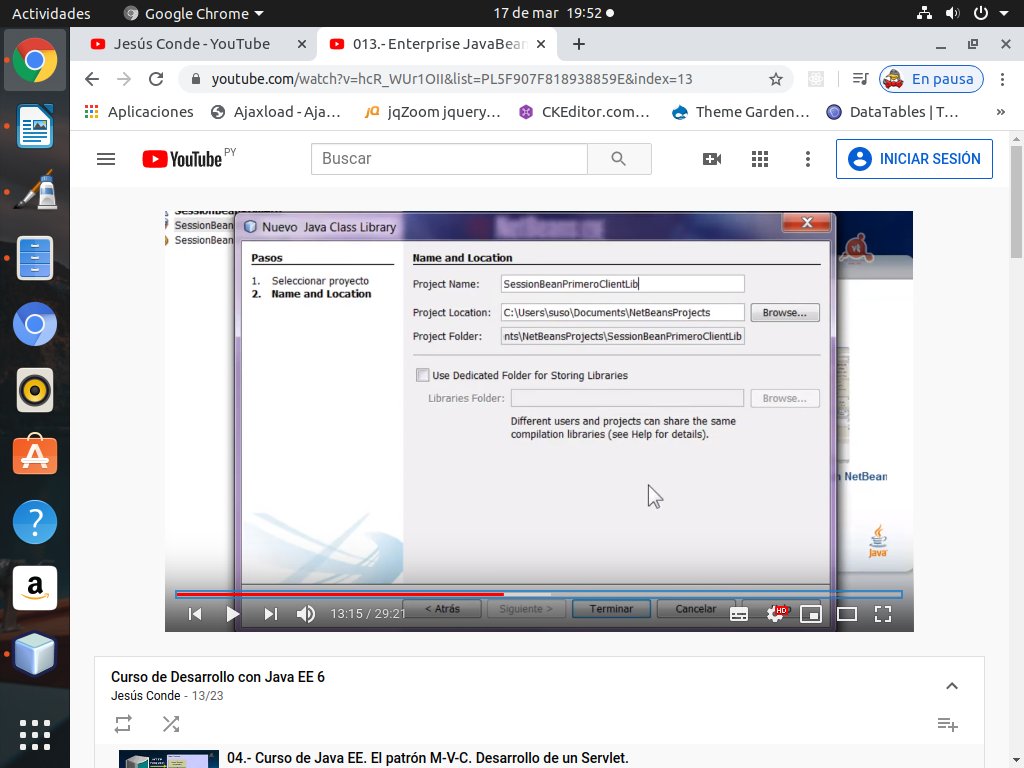 Actividades Google Chrome 17 de mar 19:52
Jesús Conde - YouTube 013.- Enterprise JavaBean
youtube.com/watch?v=hcR_WUr1OII&list=PL5F907F818938859E&index=13 En pausa
Aplicaciones Ajaxload - Aja... jqZoom jquery... CKEditor.com... Theme Garden... DataTables | T... »
YouTube PY Buscar INICIAR SESIÓN
SessionBean
SessionBean
Nuevo Java Class Library
Pasos
1. Seleccionar proyecto
2. Name and Location
Name and Location
Project Name: SessionBeanPrimeroClientLib
Project Location: C:\Users\suso\Documents\NetBeansProjects Browse...
Project Folder: nts\NetBeansProjects\SessionBeanPrimeroClientLib
Use Dedicated Folder for Storing Libraries
Libraries Folder: Browse...
Different users and projects can share the same
compilation libraries (see Help for details).
n NetBean
Java
< Atrás Siguiente > Terminar Cancelar
13:15 / 29:21 HD
Curso de Desarrollo con Java EE 6
Jesús Conde - 13/23
04.- Curso de Java EE. El patrón M-V-C. Desarrollo de un Servlet.